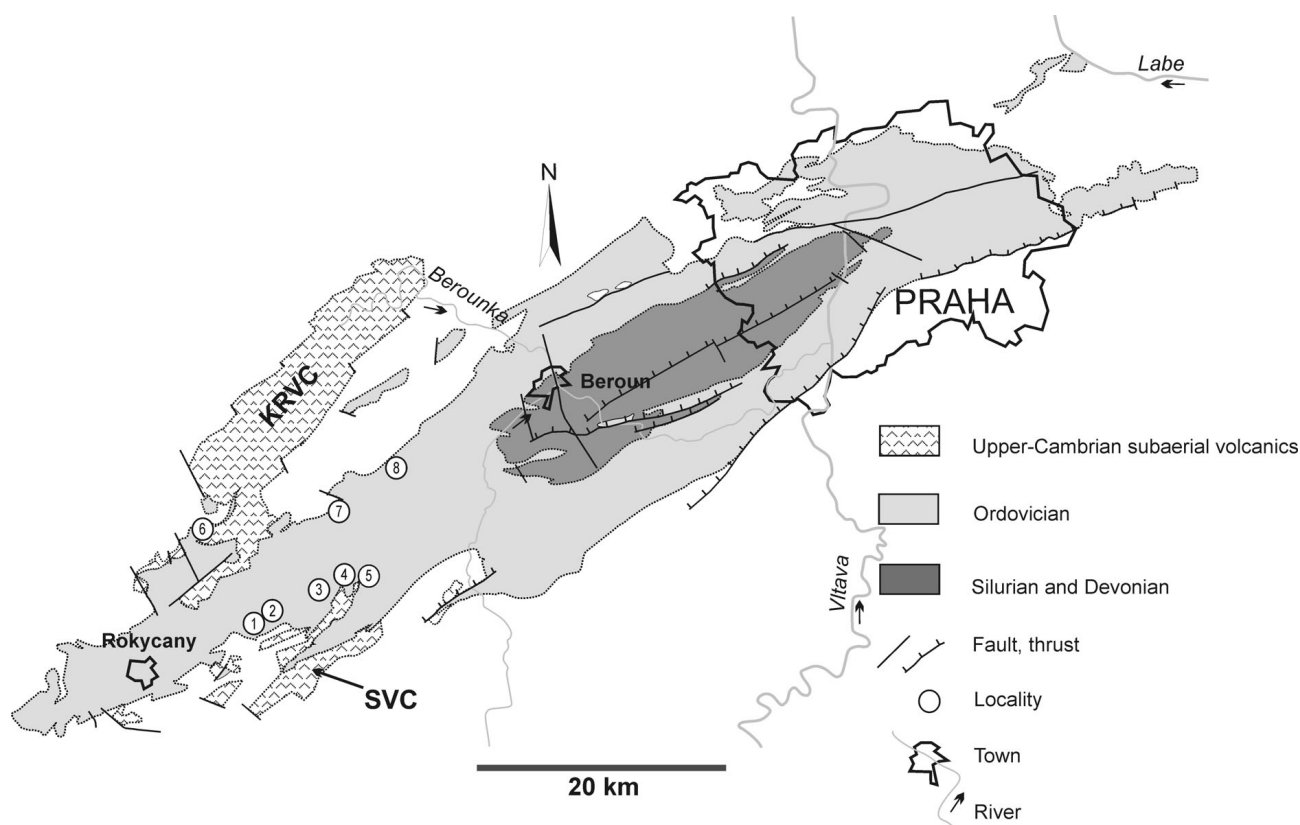 Labe
N
Berounka
PRAHA
KRVC
Beroun
8
7
6
4
5
3
2
1
Rokycany
SVC
Vltava
20 km
Upper-Cambrian subaerial volcanics
Ordovician
Silurian and Devonian
Fault, thrust
Locality
Town
River